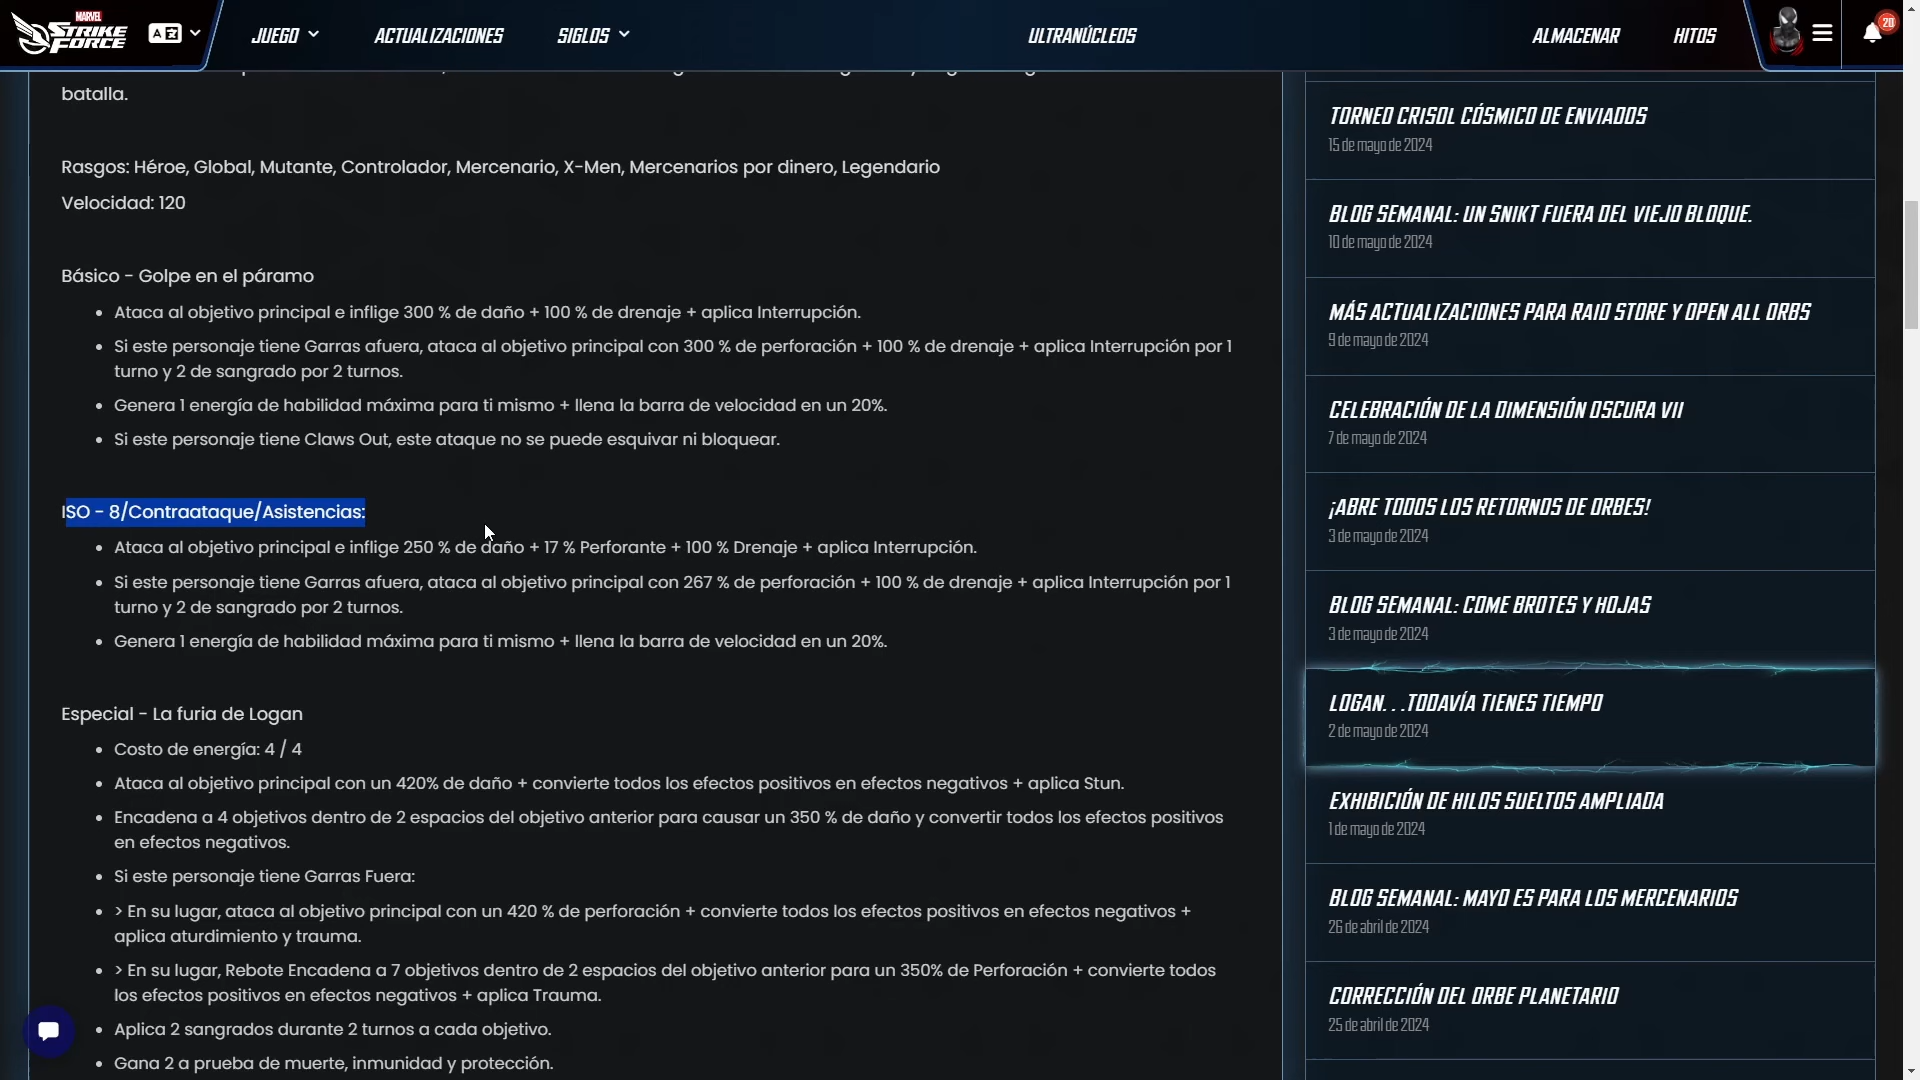 MARVEL
STRIKE
FORCE
JUEGO
ACTUALIZACIONES
SIGLOS
ULTRANÚCLEOS
ALMACENAR
HITOS
20
batalla.
Rasgos: Héroe, Global, Mutante, Controlador, Mercenario, X-Men, Mercenarios por dinero, Legendario
Velocidad: 120
Básico - Golpe en el páramo
Ataca al objetivo principal e inflige 300 % de daño + 100 % de drenaje + aplica Interrupción.
Si este personaje tiene Garras afuera, ataca al objetivo principal con 300 % de perforación + 100 % de drenaje + aplica Interrupción por 1
turno y 2 de sangrado por 2 turnos.
Genera 1 energía de habilidad máxima para ti mismo + llena la barra de velocidad en un 20%.
Si este personaje tiene Claws Out, este ataque no se puede esquivar ni bloquear.
ISO - 8/Contraataque/Asistencias:
Ataca al objetivo principal e inflige 250 % de daño + 17 % Perforante + 100 % Drenaje + aplica Interrupción.
Si este personaje tiene Garras afuera, ataca al objetivo principal con 267 % de perforación + 100 % de drenaje + aplica Interrupción por 1
turno y 2 de sangrado por 2 turnos.
Genera 1 energía de habilidad máxima para ti mismo + llena la barra de velocidad en un 20%.
Especial - La furia de Logan
Costo de energía: 4 / 4
Ataca al objetivo principal con un 420% de daño + convierte todos los efectos positivos en efectos negativos + aplica Stun.
Encadena a 4 objetivos dentro de 2 espacios del objetivo anterior para causar un 350 % de daño y convertir todos los efectos positivos
en efectos negativos.
Si este personaje tiene Garras Fuera:
> En su lugar, ataca al objetivo principal con un 420 % de perforación + convierte todos los efectos positivos en efectos negativos +
aplica aturdimiento y trauma.
> En su lugar, Rebote Encadena a 7 objetivos dentro de 2 espacios del objetivo anterior para un 350% de Perforación + convierte todos
los efectos positivos en efectos negativos + aplica Trauma.
Aplica 2 sangrados durante 2 turnos a cada objetivo.
Gana 2 a prueba de muerte, inmunidad y protección.
TORNEO CRISOL CÓSMICO DE ENVIADOS
15 de mayo de 2024
BLOG SEMANAL: UN SNIKT FUERA DEL VIEJO BLOQUE.
10 de mayo de 2024
MÁS ACTUALIZACIONES PARA RAID STORE Y OPEN ALL ORBS
9 de mayo de 2024
CELEBRACIÓN DE LA DIMENSIÓN OSCURA VII
7 de mayo de 2024
¡ABRE TODOS LOS RETORNOS DE ORBES!
3 de mayo de 2024
BLOG SEMANAL: COME BROTES Y HOJAS
3 de mayo de 2024
LOGAN. . .TODAVÍA TIENES TIEMPO
2 de mayo de 2024
EXHIBICIÓN DE HILOS SUELTOS AMPLIADA
1 de mayo de 2024
BLOG SEMANAL: MAYO ES PARA LOS MERCENARIOS
26 de abril de 2024
CORRECCIÓN DEL ORBE PLANETARIO
25 de abril de 2024